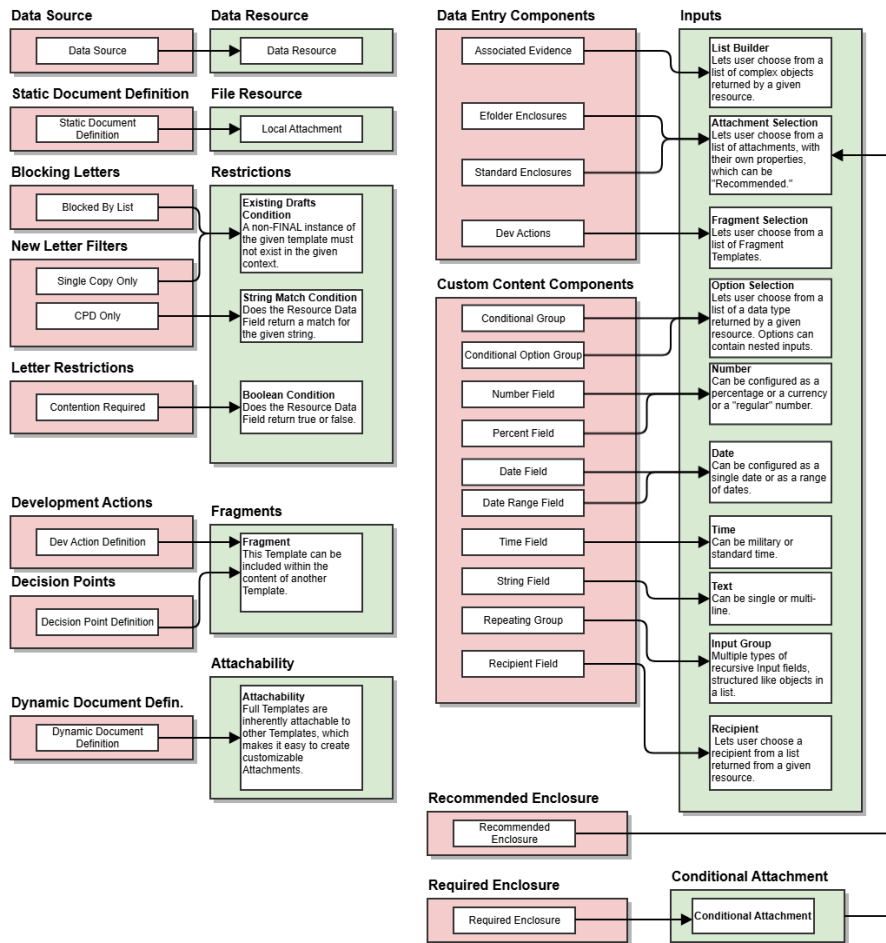 Data Source
Data Source
Data Resource
Data Resource
Static Document Definition
Static Document
Definition
File Resource
Local Attachment
Blocking Letters
Blocked By List
New Letter Filters
Single Copy Only
CPD Only
Letter Restrictions
Contention Required
Restrictions
Existing Drafts
Condition
A non-FINAL instance of
the given template must
not exist in the given
context.
String Match Condition
Does the Resource Data
Field return a match for
the given string.
Boolean Condition
Does the Resource Data
Field return true or false.
Development Actions
Dev Action Definition
Decision Points
Decision Point Definition
Fragments
Fragment
This Template can be
included within the
content of another
Template.
Dynamic Document Defin.
Dynamic Document
Definition
Attachability
Attachability
Full Templates are
inherently attachable to
other Templates, which
makes it easy to create
customizable
Attachments.
Data Entry Components
Associated Evidence
Efolder Enclosures
Standard Enclosures
Dev Actions
Custom Content Components
Conditional Group
Conditional Option Group
Number Field
Percent Field
Date Field
Date Range Field
Time Field
String Field
Repeating Group
Recipient Field
Inputs
List Builder
Lets user choose from a
list of complex objects
returned by a given
resource.
Attachment Selection
Lets user choose from a
list of attachments, with
their own properties,
which can be
"Recommended."
Fragment Selection
Lets user choose from a
list of Fragment
Templates.
Option Selection
Lets user choose from a
list of a data type
returned by a given
resource. Options can
contain nested inputs.
Number
Can be configured as a
percentage or a currency
or a "regular" number.
Date
Can be configured as a
single date or as a range
of dates.
Time
Can be military or
standard time.
Text
Can be single or multi-
line.
Input Group
Multiple types of
recursive Input fields,
structured like objects in
a list.
Recipient
Lets user choose a
recipient from a list
returned from a given
resource.
Recommended Enclosure
Recommended
Enclosure
Required Enclosure
Required Enclosure
Conditional Attachment
Conditional Attachment